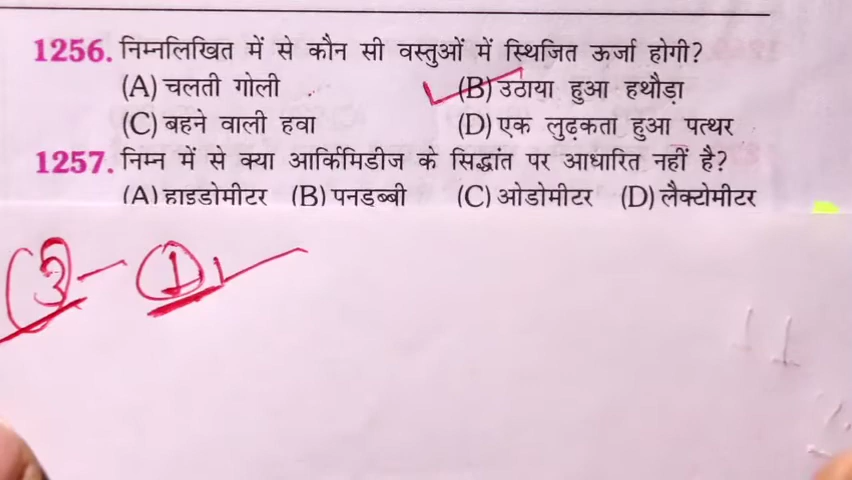 1256. निम्नलिखित में से कौन सी वस्तुओं में स्थिजित ऊर्जा होगी?
(A) चलती गोली (B) उठाया हुआ हथौड़ा
(C) बहने वाली हवा (D) एक लुढ़कता हुआ पत्थर
1257. निम्न में से क्या आर्किमिडीज के सिद्धांत पर आधारित नहीं है?
(A) हाइडोमीटर (B) पनडुब्बी (C) ओडोमीटर (D) लैक्टोमीटर
3 - 1